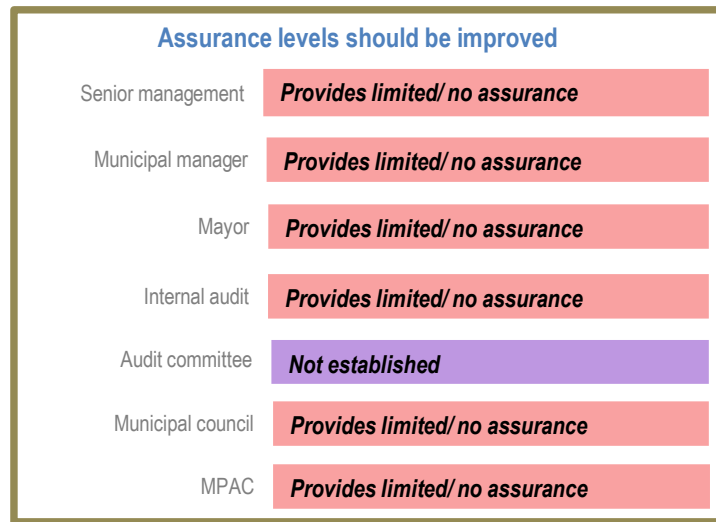 Assurance levels should be improved
Senior management Provides limited/ no assurance
Municipal manager Provides limited/ no assurance
Mayor Provides limited/ no assurance
Internal audit Provides limited/ no assurance
Audit committee Not established
Municipal council Provides limited/ no assurance
MPAC Provides limited/ no assurance